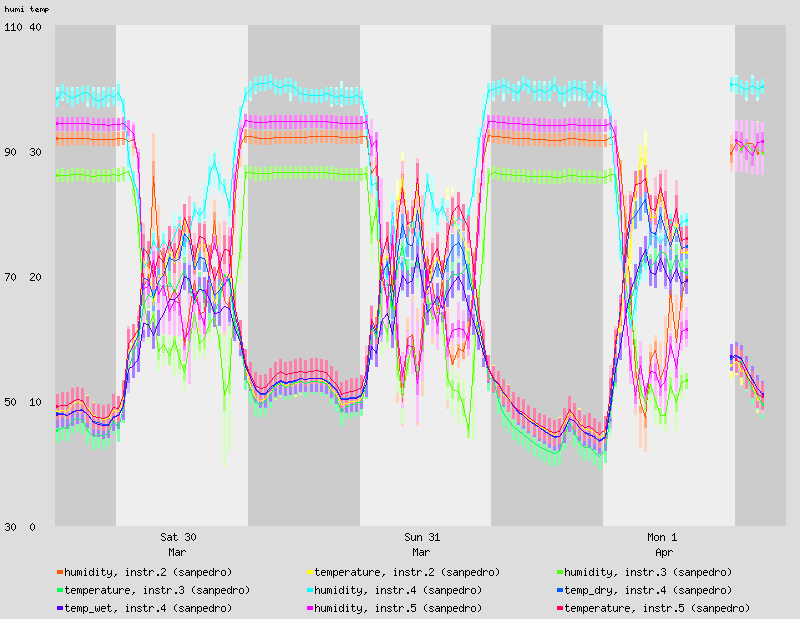 humi temp
110 40
90 30
70 20
50 10
30 0
Sat 30 Sun 31 Mon 1
Mar Mar Apr
humidity, instr.2 (sanpedro) temperature, instr.2 (sanpedro) humidity, instr.3 (sanpedro)
temperature, instr.3 (sanpedro) humidity, instr.4 (sanpedro) temp_dry, instr.4 (sanpedro)
temp_wet, instr.4 (sanpedro) humidity, instr.5 (sanpedro) temperature, instr.5 (sanpedro)